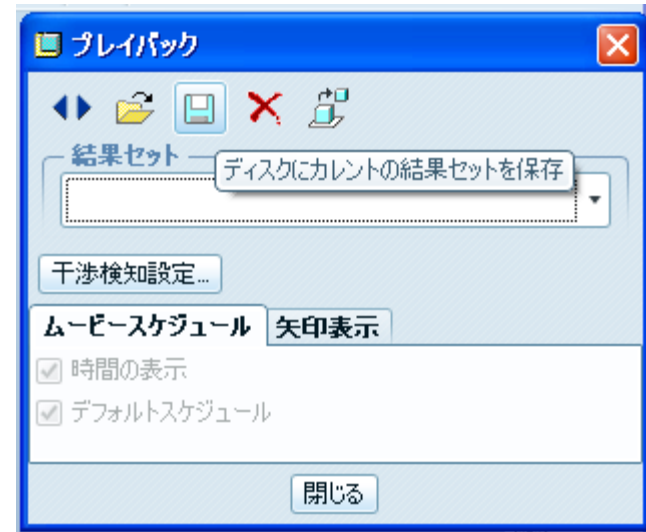 プレイバック
結果セット
ディスクにカレントの結果セットを保存
干渉検知設定...
ムービースケジュール 矢印表示
時間の表示
デフォルトスケジュール
閉じる